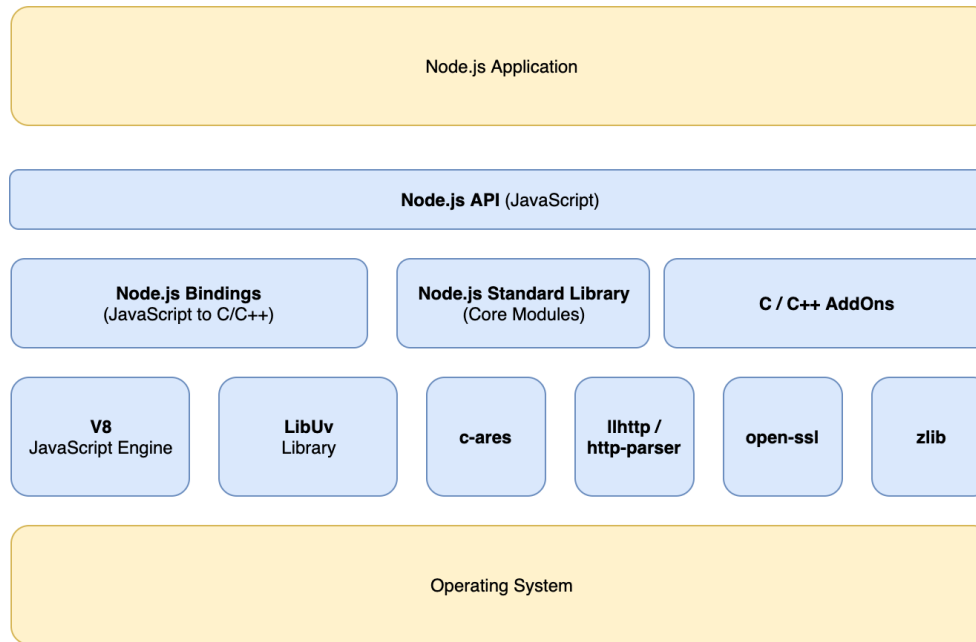 Node.js Application
Node.js API (JavaScript)
Node.js Bindings
(JavaScript to C/C++)
Node.js Standard Library
(Core Modules)
C / C++ AddOns
V8
JavaScript Engine
LibUv
Library
c-ares
llhttp /
http-parser
open-ssl
zlib
Operating System